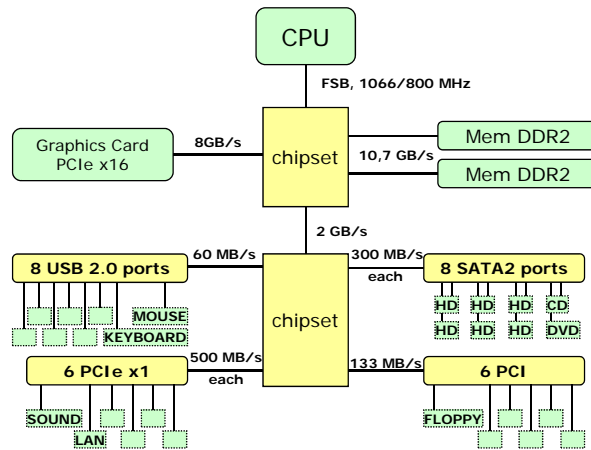 CPU
FSB, 1066/800 MHz
Graphics Card
PCIe x16
8GB/s
chipset
10,7 GB/s
Mem DDR2
Mem DDR2
2 GB/s
8 USB 2.0 ports
60 MB/s
chipset
300 MB/s
each
8 SATA2 ports
MOUSE
KEYBOARD
HD
HD
HD
CD
HD
HD
HD
DVD
6 PCIe x1
500 MB/s
each
133 MB/s
6 PCI
SOUND
LAN
FLOPPY